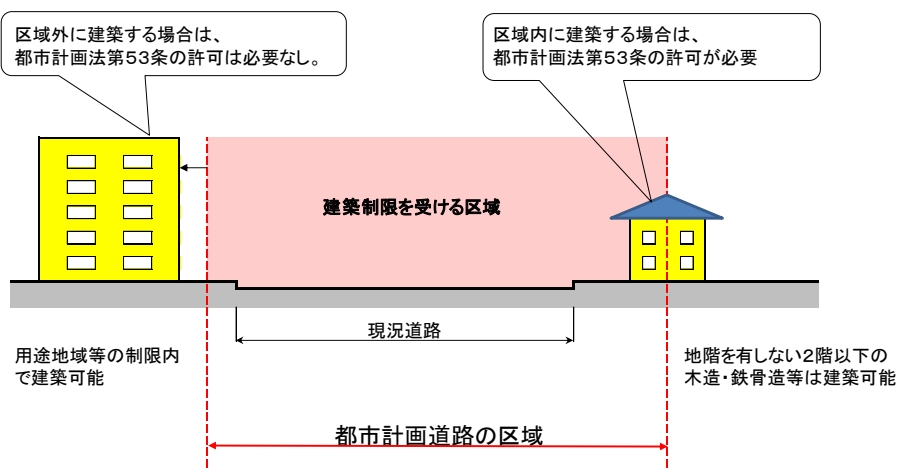 区域外に建築する場合は、
都市計画法第５３条の許可は必要なし。
区域内に建築する場合は、
都市計画法第５３条の許可が必要
建築制限を受ける区域
現況道路
用途地域等の制限内
で建築可能
地階を有しない２階以下の
木造・鉄骨造等は建築可能
都市計画道路の区域